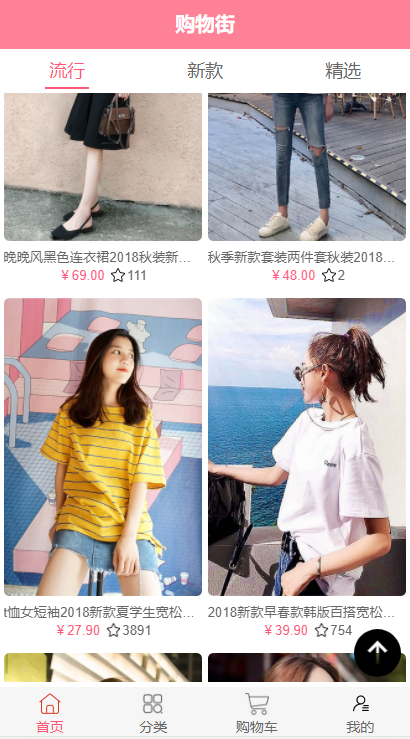 购物街
流行 新款 精选
晚晚风黑色连衣裙2018秋装新...
¥69.00 111
秋季新款套装两件套秋装2018...
¥48.00 2
t恤女短袖2018新款夏学生宽松...
¥27.90 3891
2018新款早春款韩版百搭宽松...
¥39.90 754
首页 分类 购物车 我的